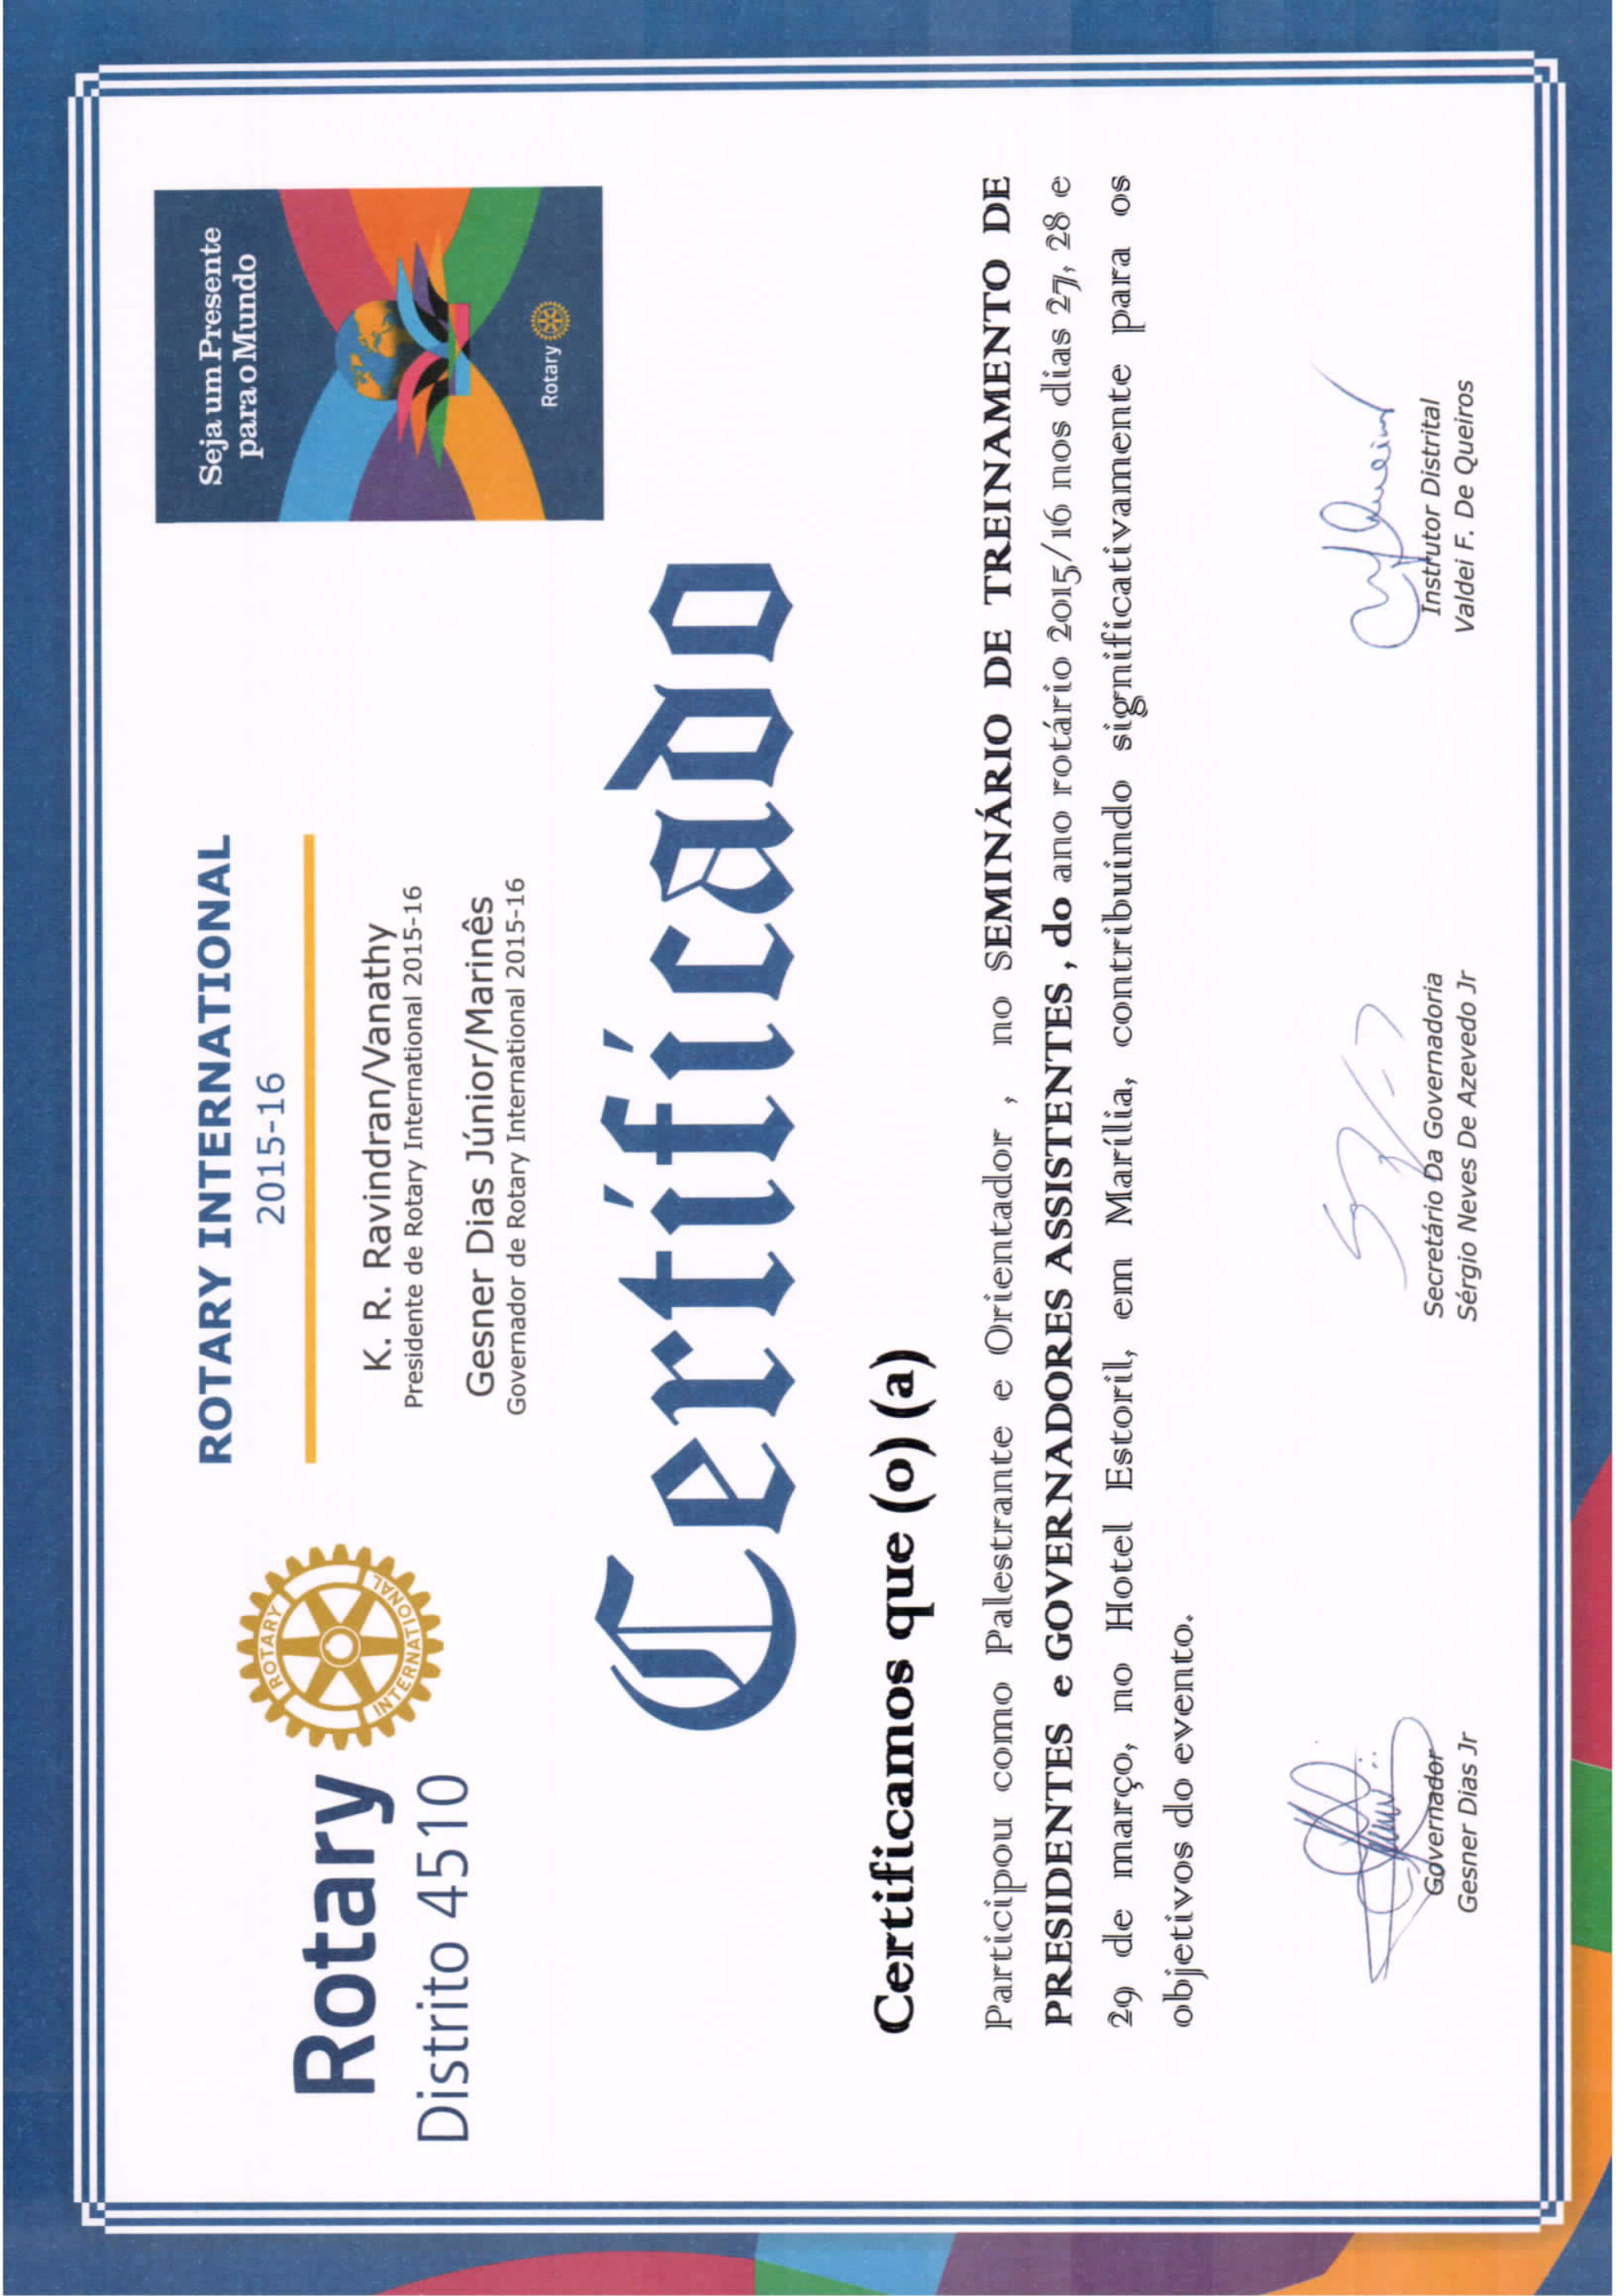 Rotary
Distrito 4510
ROTARY
INTERNATIONAL
ROTARY INTERNATIONAL
2015-16
K. R. Ravindran/Vanathy
Presidente de Rotary International 2015-16
Gesner Dias Júnior/Marinês
Governador de Rotary International 2015-16
Seja um Presente
para o Mundo
Rotary
Certificado
Certificamos que (o) (a)
Participou como Palestrante e Orientador , no SEMINÁRIO DE TREINAMENTO DE
PRESIDENTES e GOVERNADORES ASSISTENTES , do ano rotário 2015/16 nos dias 27, 28 e
29 de março, no Hotel Estoril, em Marília, contribuindo significativamente para os
objetivos do evento.
Governador
Gesner Dias Jr
Secretário Da Governadoria
Sérgio Neves De Azevedo Jr
Instrutor Distrital
Valdei F. De Queiros